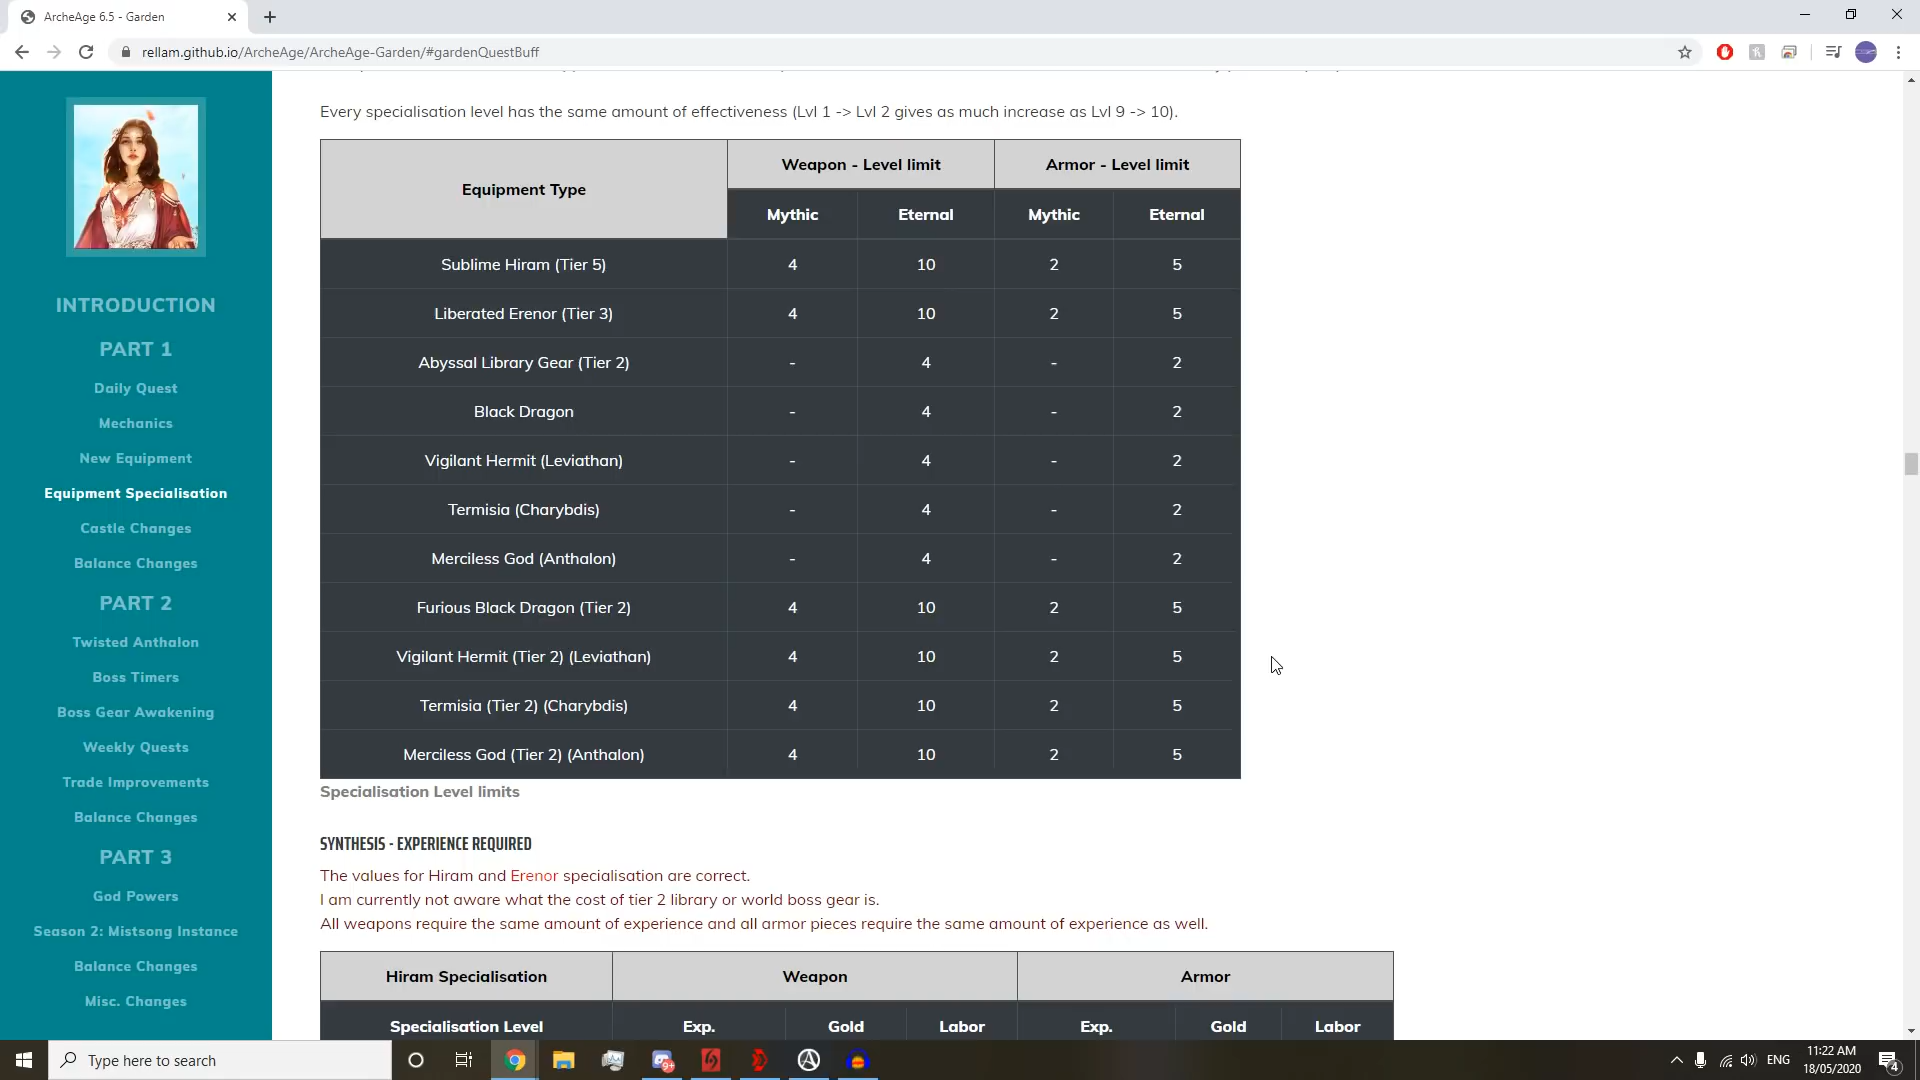 ArcheAge 6.5 - Garden
rellam.github.io/ArcheAge/ArcheAge-Garden/#gardenQuestBuff
INTRODUCTION
PART 1
Daily Quest
Mechanics
New Equipment
Equipment Specialisation
Castle Changes
Balance Changes
PART 2
Twisted Anthalon
Boss Timers
Boss Gear Awakening
Weekly Quests
Trade Improvements
Balance Changes
PART 3
God Powers
Season 2: Mistsong Instance
Balance Changes
Misc. Changes
Every specialisation level has the same amount of effectiveness (Lvl 1 -> Lvl 2 gives as much increase as Lvl 9 -> 10).
Equipment Type Weapon - Level limit Armor - Level limit
Mythic Eternal Mythic Eternal
Sublime Hiram (Tier 5) 4 10 2 5
Liberated Erenor (Tier 3) 4 10 2 5
Abyssal Library Gear (Tier 2) - 4 - 2
Black Dragon - 4 - 2
Vigilant Hermit (Leviathan) - 4 - 2
Termisia (Charybdis) - 4 - 2
Merciless God (Anthalon) - 4 - 2
Furious Black Dragon (Tier 2) 4 10 2 5
Vigilant Hermit (Tier 2) (Leviathan) 4 10 2 5
Termisia (Tier 2) (Charybdis) 4 10 2 5
Merciless God (Tier 2) (Anthalon) 4 10 2 5
Specialisation Level limits
SYNTHESIS - EXPERIENCE REQUIRED
The values for Hiram and Erenor specialisation are correct.
I am currently not aware what the cost of tier 2 library or world boss gear is.
All weapons require the same amount of experience and all armor pieces require the same amount of experience as well.
Hiram Specialisation Weapon Armor
Specialisation Level Exp. Gold Labor Exp. Gold Labor
Type here to search
ENG
11:22 AM
18/05/2020
4